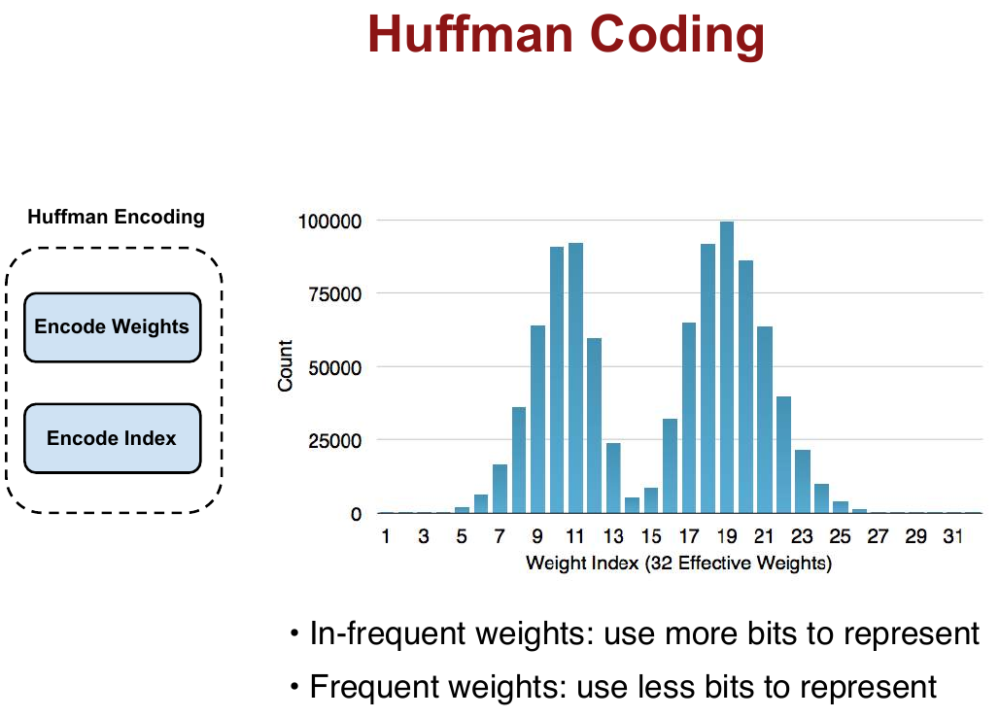 Huffman Coding
Huffman Encoding
Encode Weights
Encode Index
Count
100000
75000
50000
25000
0
1 3 5 7 9 11 13 15 17 19 21 23 25 27 29 31
Weight Index (32 Effective Weights)
• In-frequent weights: use more bits to represent
• Frequent weights: use less bits to represent